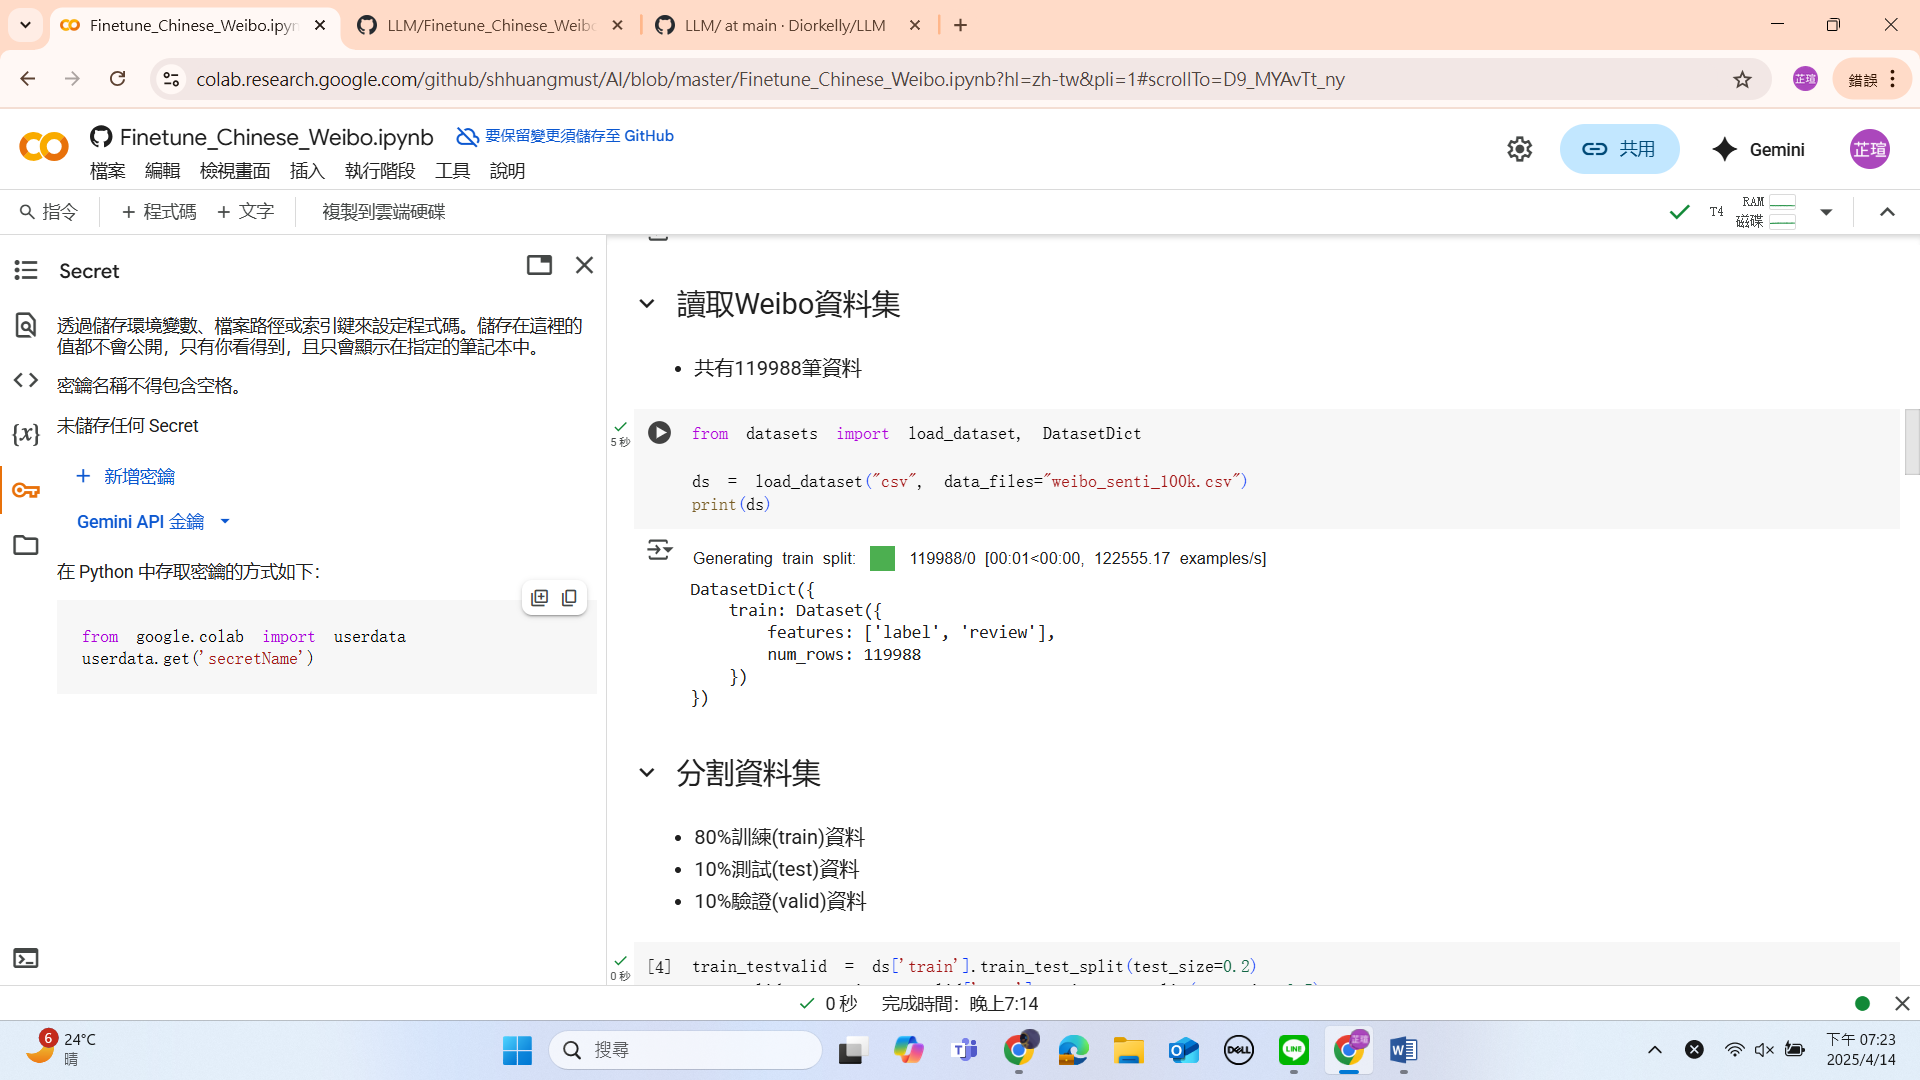 Finetune_Chinese_Weibo.ipyn
LLM/Finetune_Chinese_Weibo
LLM/ at main · Diorkelly/LLM
colab.research.google.com/github/shhuangmust/AI/blob/master/Finetune_Chinese_Weibo.ipynb?hl=zh-tw&pli=1#scrollTo=D9_MYAvTt_ny
芷瑄
錯誤
Finetune_Chinese_Weibo.ipynb
要保留變更須儲存至 GitHub
檔案 編輯 檢視畫面 插入 執行階段 工具 說明
共用
Gemini
芷瑄
指令
+ 程式碼 + 文字
複製到雲端硬碟
T4
RAM
磁碟
Secret
透過儲存環境變數、檔案路徑或索引鍵來設定程式碼。儲存在這裡的
值都不會公開，只有你看得到，且只會顯示在指定的筆記本中。
密鑰名稱不得包含空格。
未儲存任何 Secret
+ 新增密鑰
Gemini API 金鑰
在 Python 中存取密鑰的方式如下：
from google.colab import userdata
userdata.get('secretName')
讀取Weibo資料集
• 共有119988筆資料
5 秒
from datasets import load_dataset, DatasetDict
ds = load_dataset("csv", data_files="weibo_senti_100k.csv")
print(ds)
Generating train split: 119988/0 [00:01<00:00, 122555.17 examples/s]
DatasetDict({
train: Dataset({
features: ['label', 'review'],
num_rows: 119988
})
})
分割資料集
• 80%訓練(train)資料
• 10%測試(test)資料
• 10%驗證(valid)資料
0 秒
[4] train_testvalid = ds['train'].train_test_split(test_size=0.2)
0 秒 完成時間：晚上7:14
6
24°C
晴
搜尋
DELL
LINE
芷瑄
下午 07:23
2025/4/14